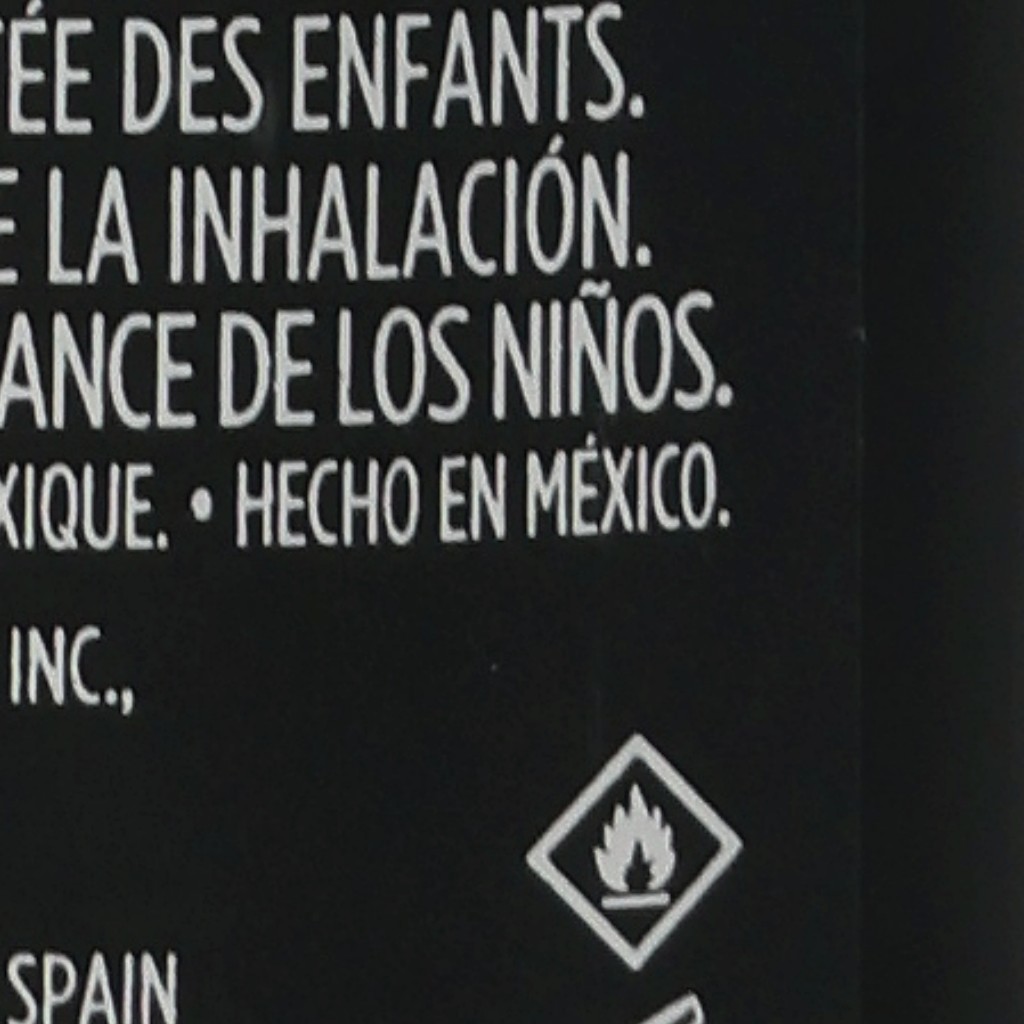 ÉE DES ENFANTS.
LA INHALACIÓN.
ANCE DE LOS NIÑOS.
XIQUE. • HECHO EN MÉXICO.
INC.,
SPAIN